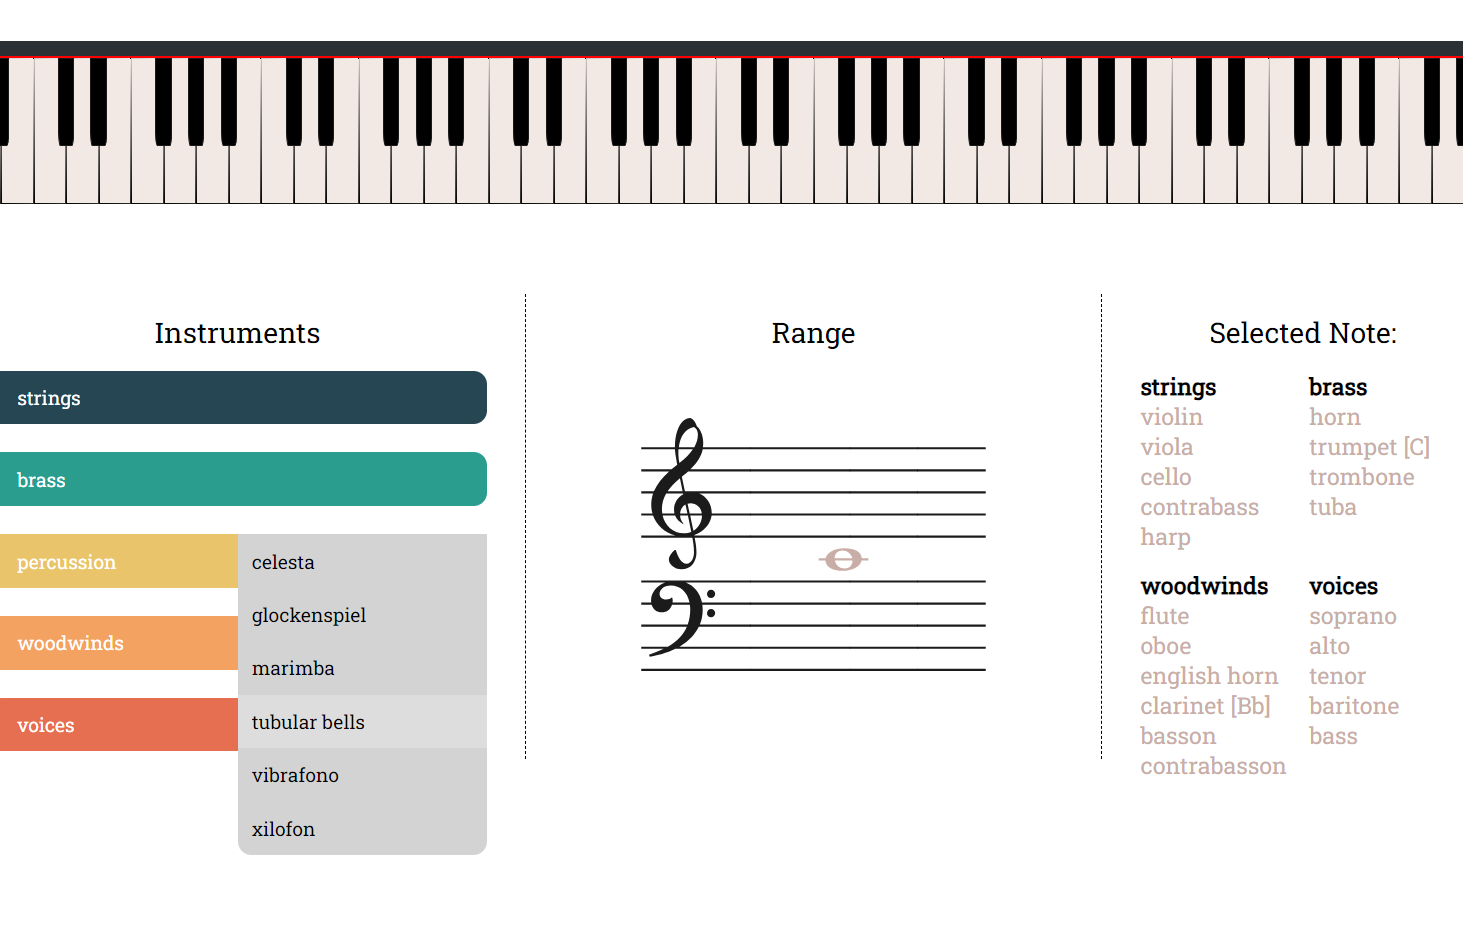 Instruments
strings
brass
percussion
woodwinds
voices
celesta
glockenspiel
marimba
tubular bells
vibrafono
xilofon
Range
Selected Note:
strings
violin
viola
cello
contrabass
harp
brass
horn
trumpet [C]
trombone
tuba
woodwinds
flute
oboe
english horn
clarinet [Bb]
basson
contrabasson
voices
soprano
alto
tenor
baritone
bass